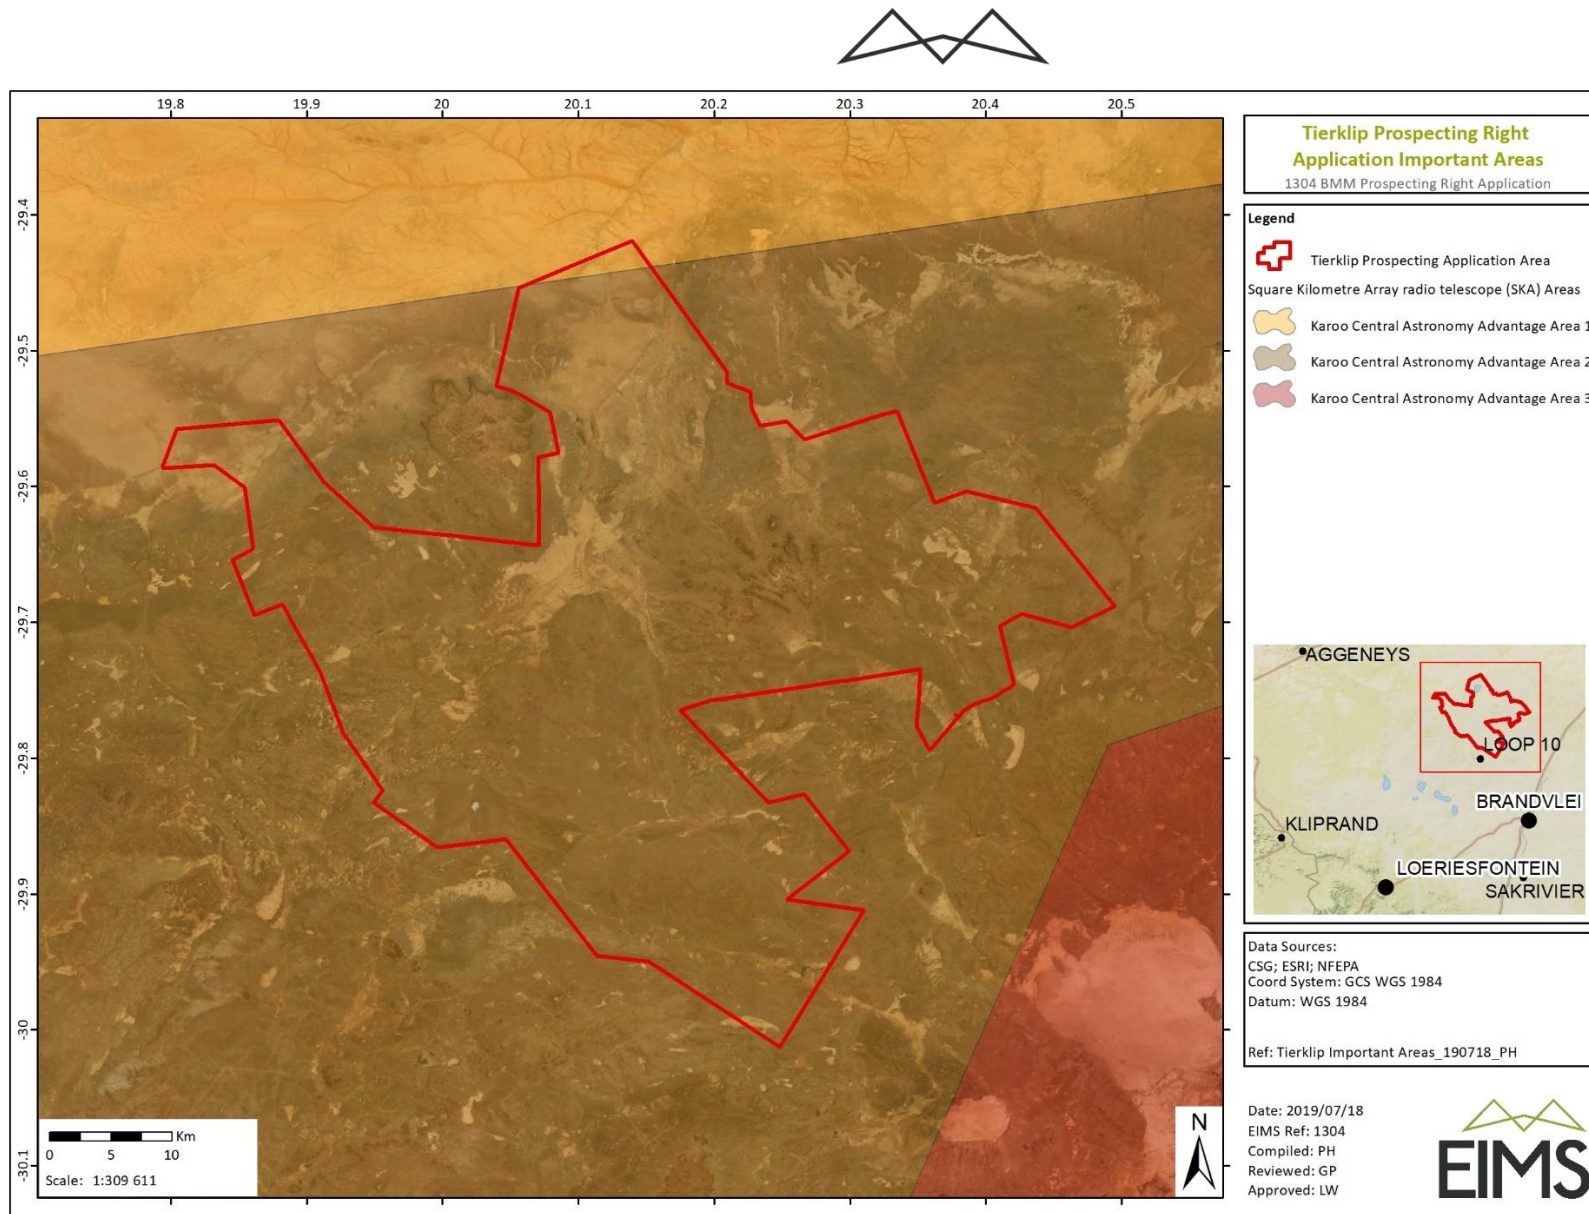 19.8 19.9 20 20.1 20.2 20.3 20.4 20.5
-29.4
-29.5
-29.6
-29.7
-29.8
-29.9
-30
-30.1
Km
0 5 10
Scale: 1:309 611
N
Tierklip Prospecting Right
Application Important Areas
1304 BMM Prospecting Right Application
Legend
Tierklip Prospecting Application Area
Square Kilometre Array radio telescope (SKA) Areas
Karoo Central Astronomy Advantage Area 1
Karoo Central Astronomy Advantage Area 2
Karoo Central Astronomy Advantage Area 3
AGGENEYS
LOOP 10
BRANDVLEI
KLIPRAND
LOERIESFONTEIN
SAKRIVIER
Data Sources:
CSG; ESRI; NFEPA
Coord System: GCS WGS 1984
Datum: WGS 1984
Ref: Tierklip Important Areas_190718_PH
Date: 2019/07/18
EIMS Ref: 1304
Compiled: PH
Reviewed: GP
Approved: LW
EIMS